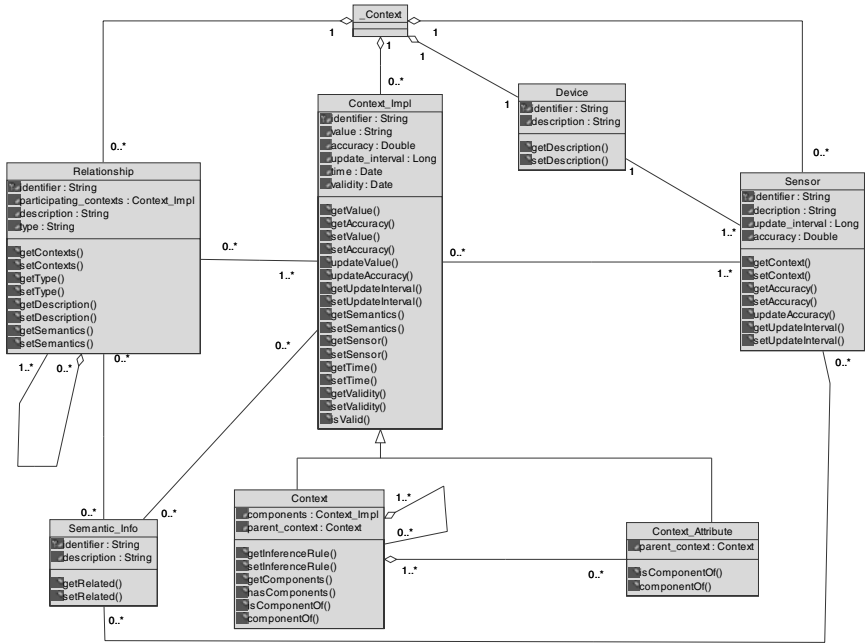 _Context
1
1
1
1
0..*
0..*
1
0..*
Device
identifier : String
description : String
getDescription()
setDescription()
1
1..*
Context_Impl
identifier : String
value : String
accuracy : Double
update_interval : Long
time : Date
validity : Date
getValue()
getAccuracy()
setValue()
setAccuracy()
updateValue()
updateAccuracy()
getUpdateInterval()
setUpdateInterval()
getSemantics()
setSemantics()
getSensor()
setSensor()
getTime()
setTime()
getValidity()
setValidity()
isValid()
Relationship
identifier : String
participating_contexts : Context_Impl
description : String
type : String
getContexts()
setContexts()
getType()
setType()
getDescription()
setDescription()
getSemantics()
setSemantics()
0..*
1..*
0..*
1..*
Sensor
identifier : String
decription : String
update_interval : Long
accuracy : Double
getContext()
setContext()
getAccuracy()
setAccuracy()
updateAccuracy()
getUpdateInterval()
setUpdateInterval()
1..*
0..*
0..*
0..*
0..*
0..*
0..*
Semantic_Info
identifier : String
description : String
getRelated()
setRelated()
0..*
Context
components : Context_Impl
parent_context : Context
getInferenceRule()
setInferenceRule()
getComponents()
hasComponents()
isComponentOf()
componentOf()
1..*
0..*
1..*
0..*
Context_Attribute
parent_context : Context
isComponentOf()
componentOf()